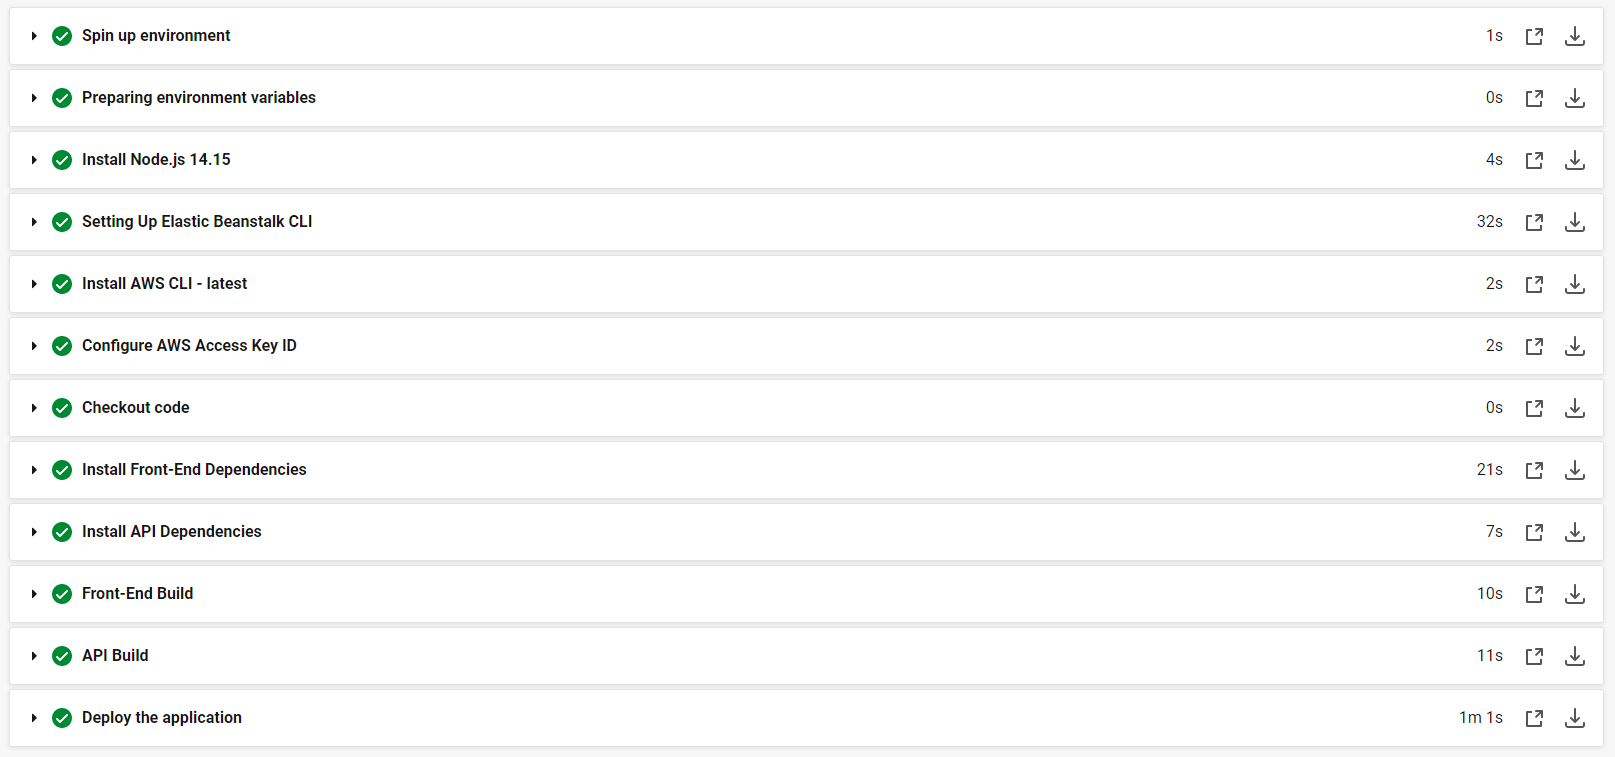 Spin up environment 1s
Preparing environment variables 0s
Install Node.js 14.15 4s
Setting Up Elastic Beanstalk CLI 32s
Install AWS CLI - latest 2s
Configure AWS Access Key ID 2s
Checkout code 0s
Install Front-End Dependencies 21s
Install API Dependencies 7s
Front-End Build 10s
API Build 11s
Deploy the application 1m 1s